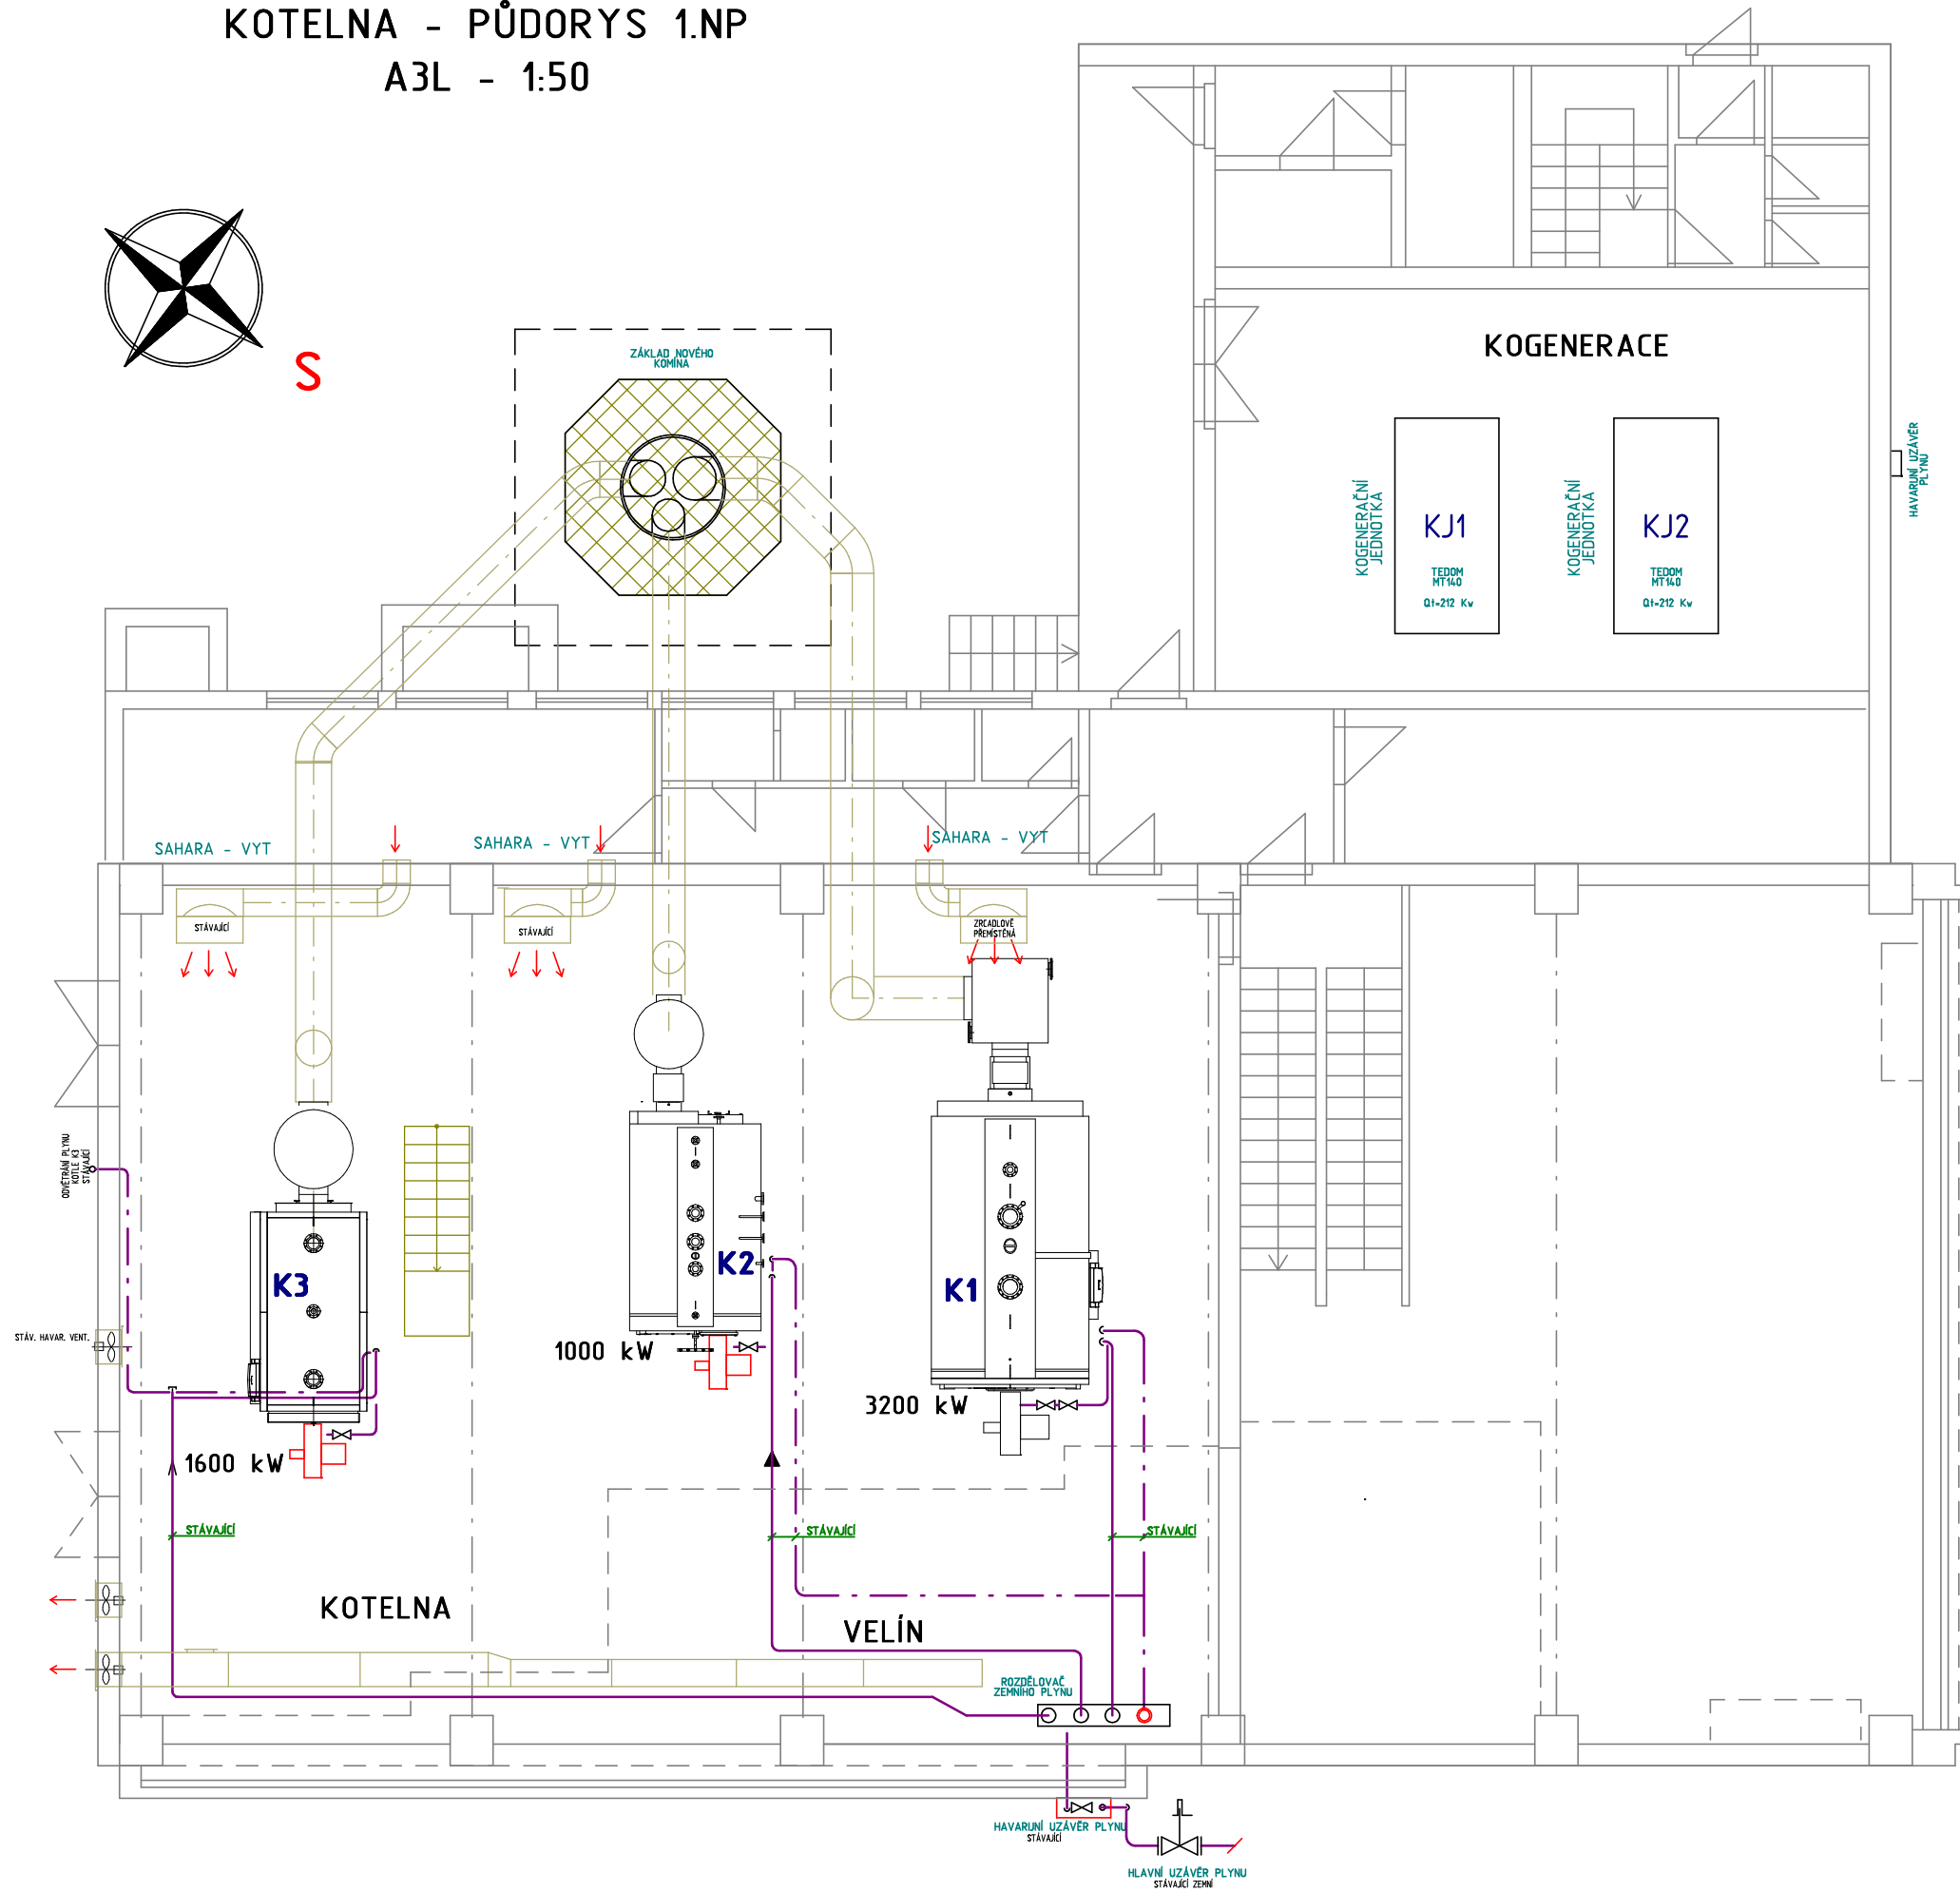 KOTELNA - PŮDORYS 1.NP
A3L - 1:50
S
ZÁKLAD NOVÉHO
KOMÍNA
KOGENERACE
HAVARIJNÍ UZÁVĚR
PLYNU
KOGENERAČNÍ
JEDNOTKA
KJ1
TEDOM
MT140
Qt=212 Kw
KOGENERAČNÍ
JEDNOTKA
KJ2
TEDOM
MT140
Qt=212 Kw
SAHARA - VYT
SAHARA - VYT
SAHARA - VYT
STÁVAJÍCÍ
STÁVAJÍCÍ
ZRCADLOVĚ
PŘEMÍSTĚNÁ
ODVĚTRÁNÍ PLYNU
KOTLE K3
STÁVAJÍCÍ
K3
K2
K1
STÁV. HAVAR. VENT.
1000 kW
3200 kW
1600 kW
STÁVAJÍCÍ
STÁVAJÍCÍ
STÁVAJÍCÍ
KOTELNA
VELÍN
ROZDĚLOVAČ
ZEMNÍHO PLYNU
HAVARIJNÍ UZÁVĚR PLYNU
STÁVAJÍCÍ
HLAVNÍ UZÁVĚR PLYNU
STÁVAJÍCÍ ZEMNÍ